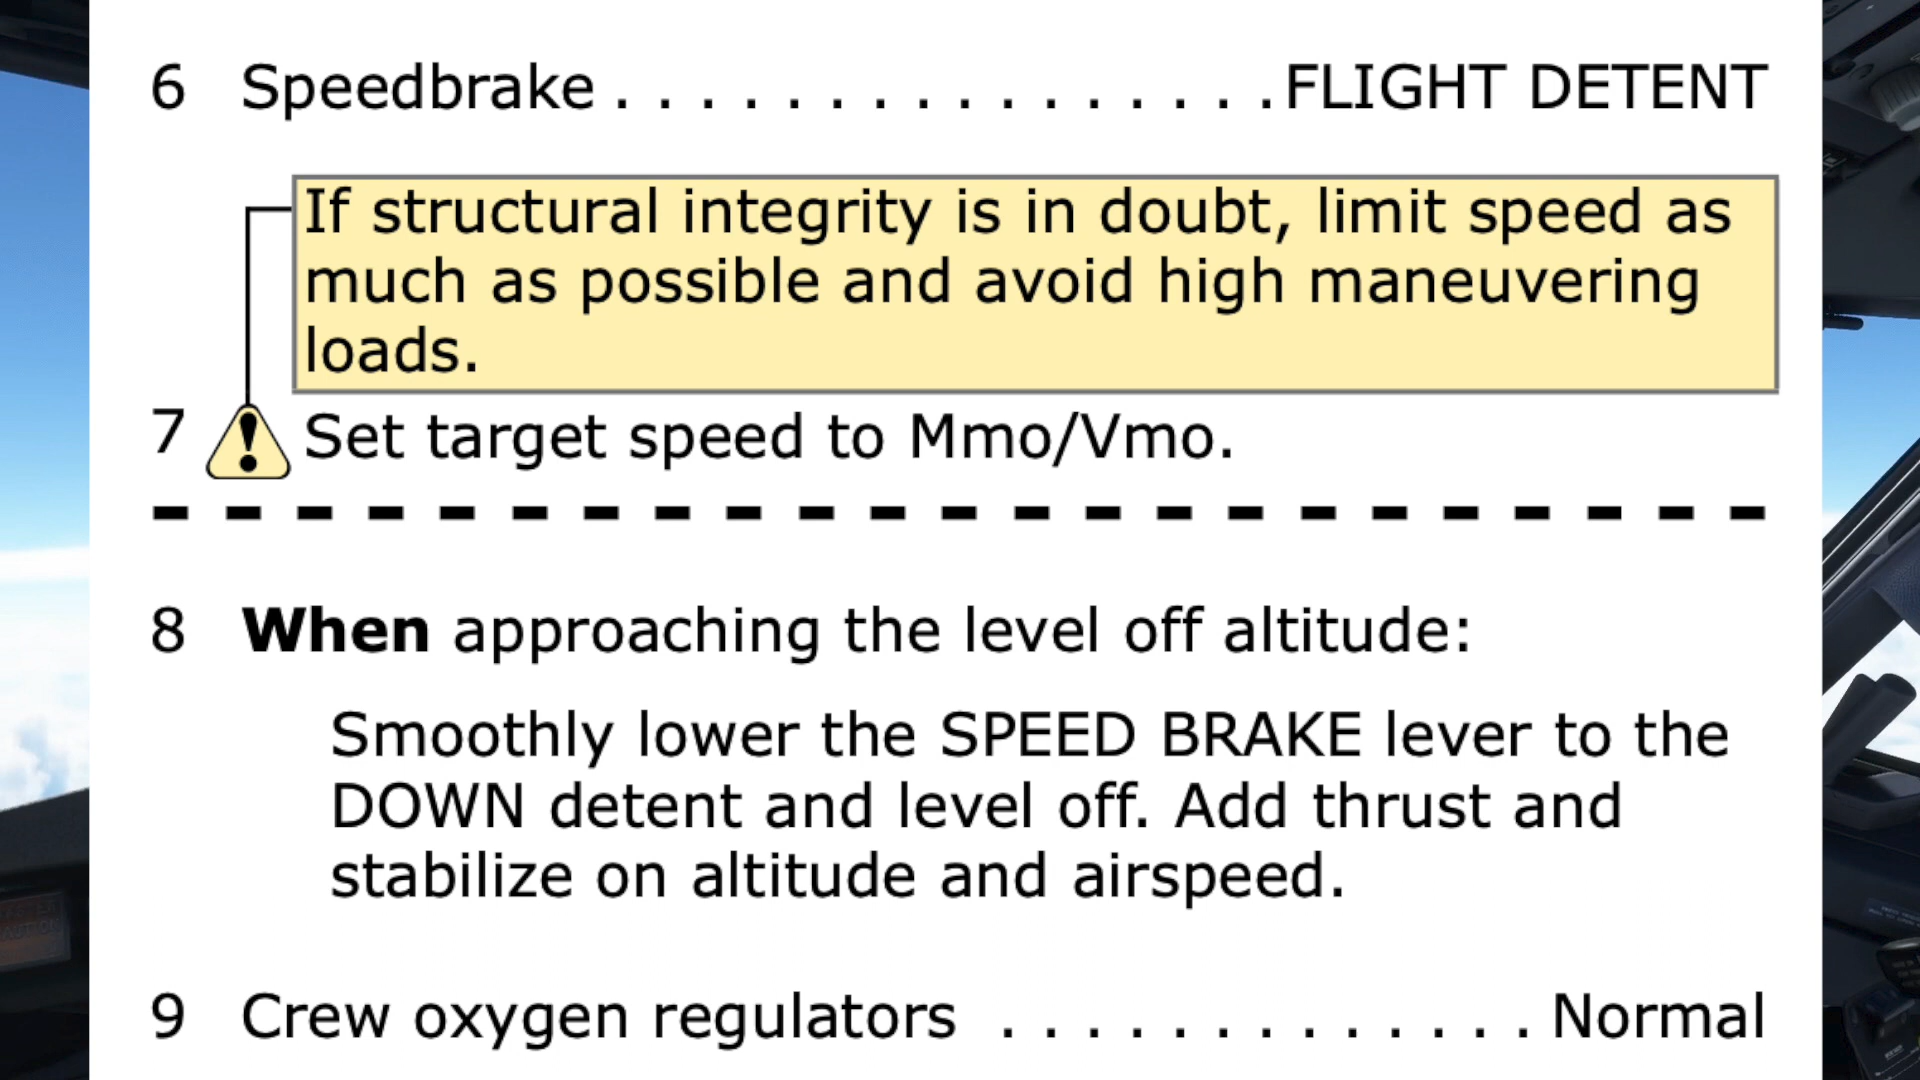 6 Speedbrake . . . . . . . . . . . . . . . . FLIGHT DETENT
If structural integrity is in doubt, limit speed as
much as possible and avoid high maneuvering
loads.
7 Set target speed to Mmo/Vmo.
8 When approaching the level off altitude:
Smoothly lower the SPEED BRAKE lever to the
DOWN detent and level off. Add thrust and
stabilize on altitude and airspeed.
9 Crew oxygen regulators . . . . . . . . . . . . . Normal